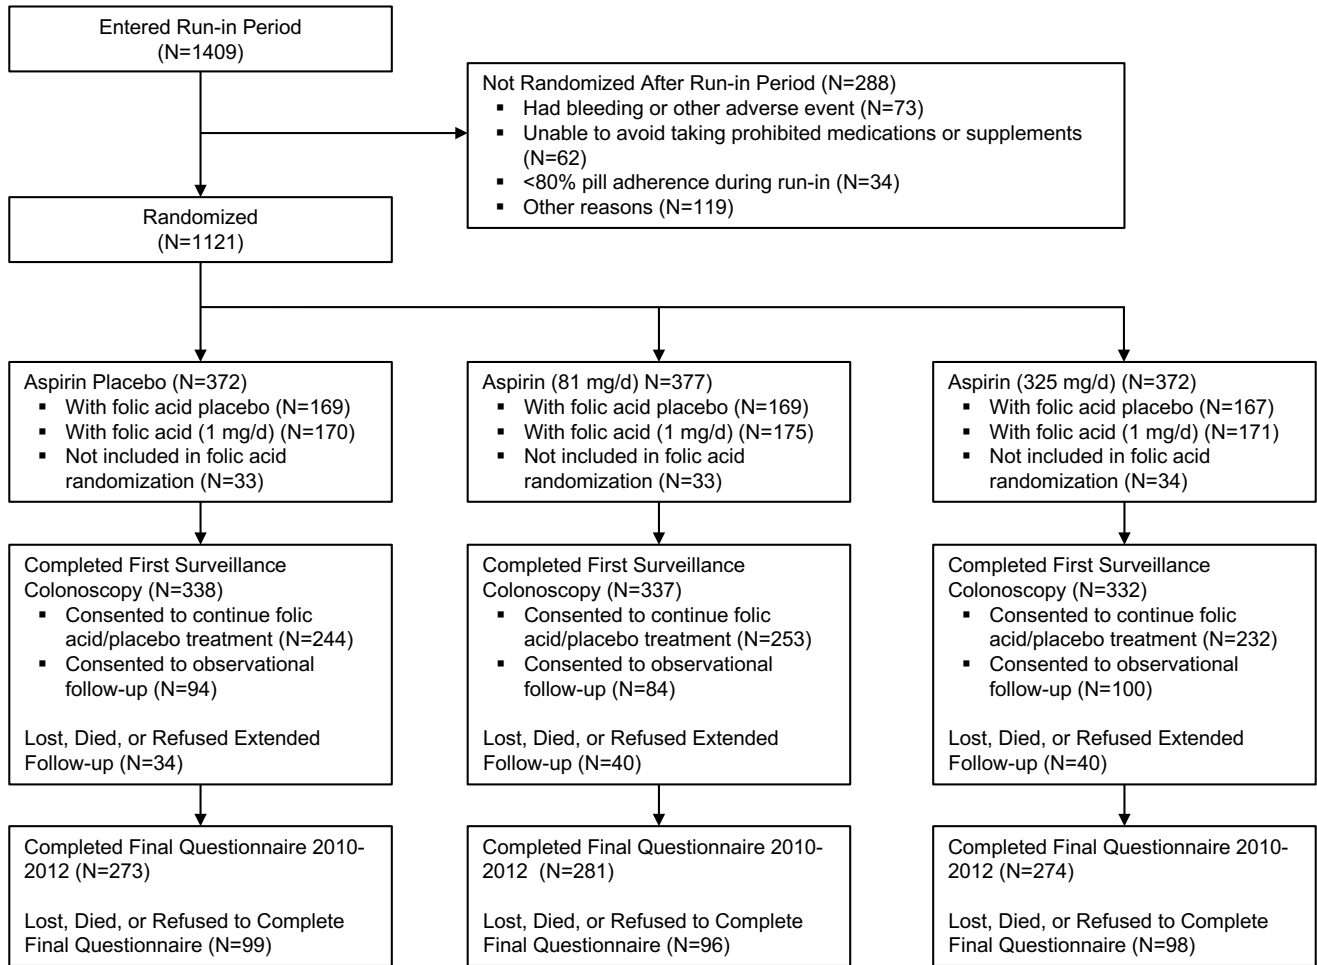 Entered Run-in Period
(N=1409)
Not Randomized After Run-in Period (N=288)
▪ Had bleeding or other adverse event (N=73)
▪ Unable to avoid taking prohibited medications or supplements
(N=62)
▪ <80% pill adherence during run-in (N=34)
▪ Other reasons (N=119)
Randomized
(N=1121)
Aspirin Placebo (N=372)
▪ With folic acid placebo (N=169)
▪ With folic acid (1 mg/d) (N=170)
▪ Not included in folic acid
randomization (N=33)
Aspirin (81 mg/d) N=377)
▪ With folic acid placebo (N=169)
▪ With folic acid (1 mg/d) (N=175)
▪ Not included in folic acid
randomization (N=33)
Aspirin (325 mg/d) (N=372)
▪ With folic acid placebo (N=167)
▪ With folic acid (1 mg/d) (N=171)
▪ Not included in folic acid
randomization (N=34)
Completed First Surveillance
Colonoscopy (N=338)
▪ Consented to continue folic
acid/placebo treatment (N=244)
▪ Consented to observational
follow-up (N=94)
Lost, Died, or Refused Extended
Follow-up (N=34)
Completed First Surveillance
Colonoscopy (N=337)
▪ Consented to continue folic
acid/placebo treatment (N=253)
▪ Consented to observational
follow-up (N=84)
Lost, Died, or Refused Extended
Follow-up (N=40)
Completed First Surveillance
Colonoscopy (N=332)
▪ Consented to continue folic
acid/placebo treatment (N=232)
▪ Consented to observational
follow-up (N=100)
Lost, Died, or Refused Extended
Follow-up (N=40)
Completed Final Questionnaire 2010-
2012 (N=273)
Lost, Died, or Refused to Complete
Final Questionnaire (N=99)
Completed Final Questionnaire 2010-
2012 (N=281)
Lost, Died, or Refused to Complete
Final Questionnaire (N=96)
Completed Final Questionnaire 2010-
2012 (N=274)
Lost, Died, or Refused to Complete
Final Questionnaire (N=98)